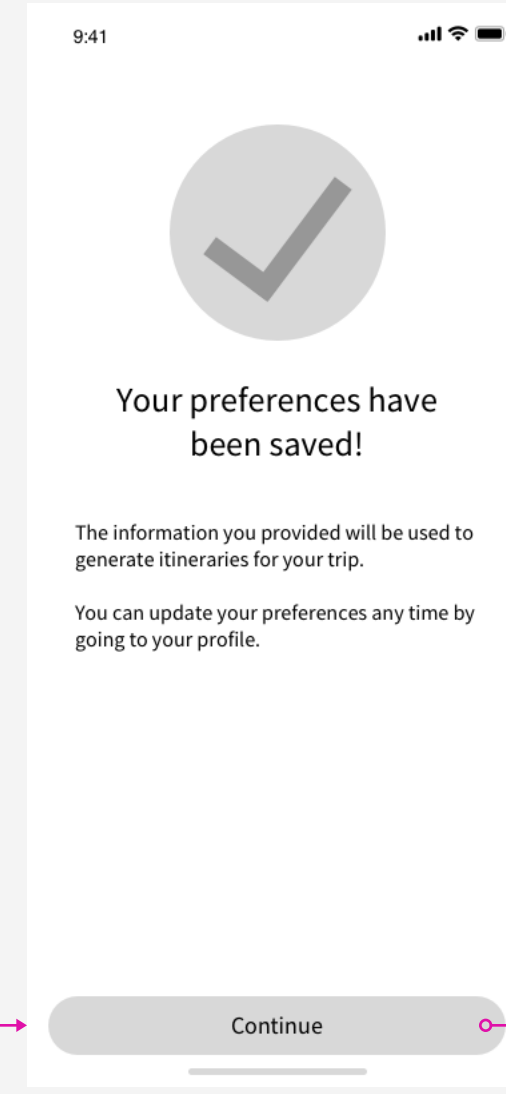 9:41
Your preferences have
been saved!
The information you provided will be used to
generate itineraries for your trip.
You can update your preferences any time by
going to your profile.
Continue